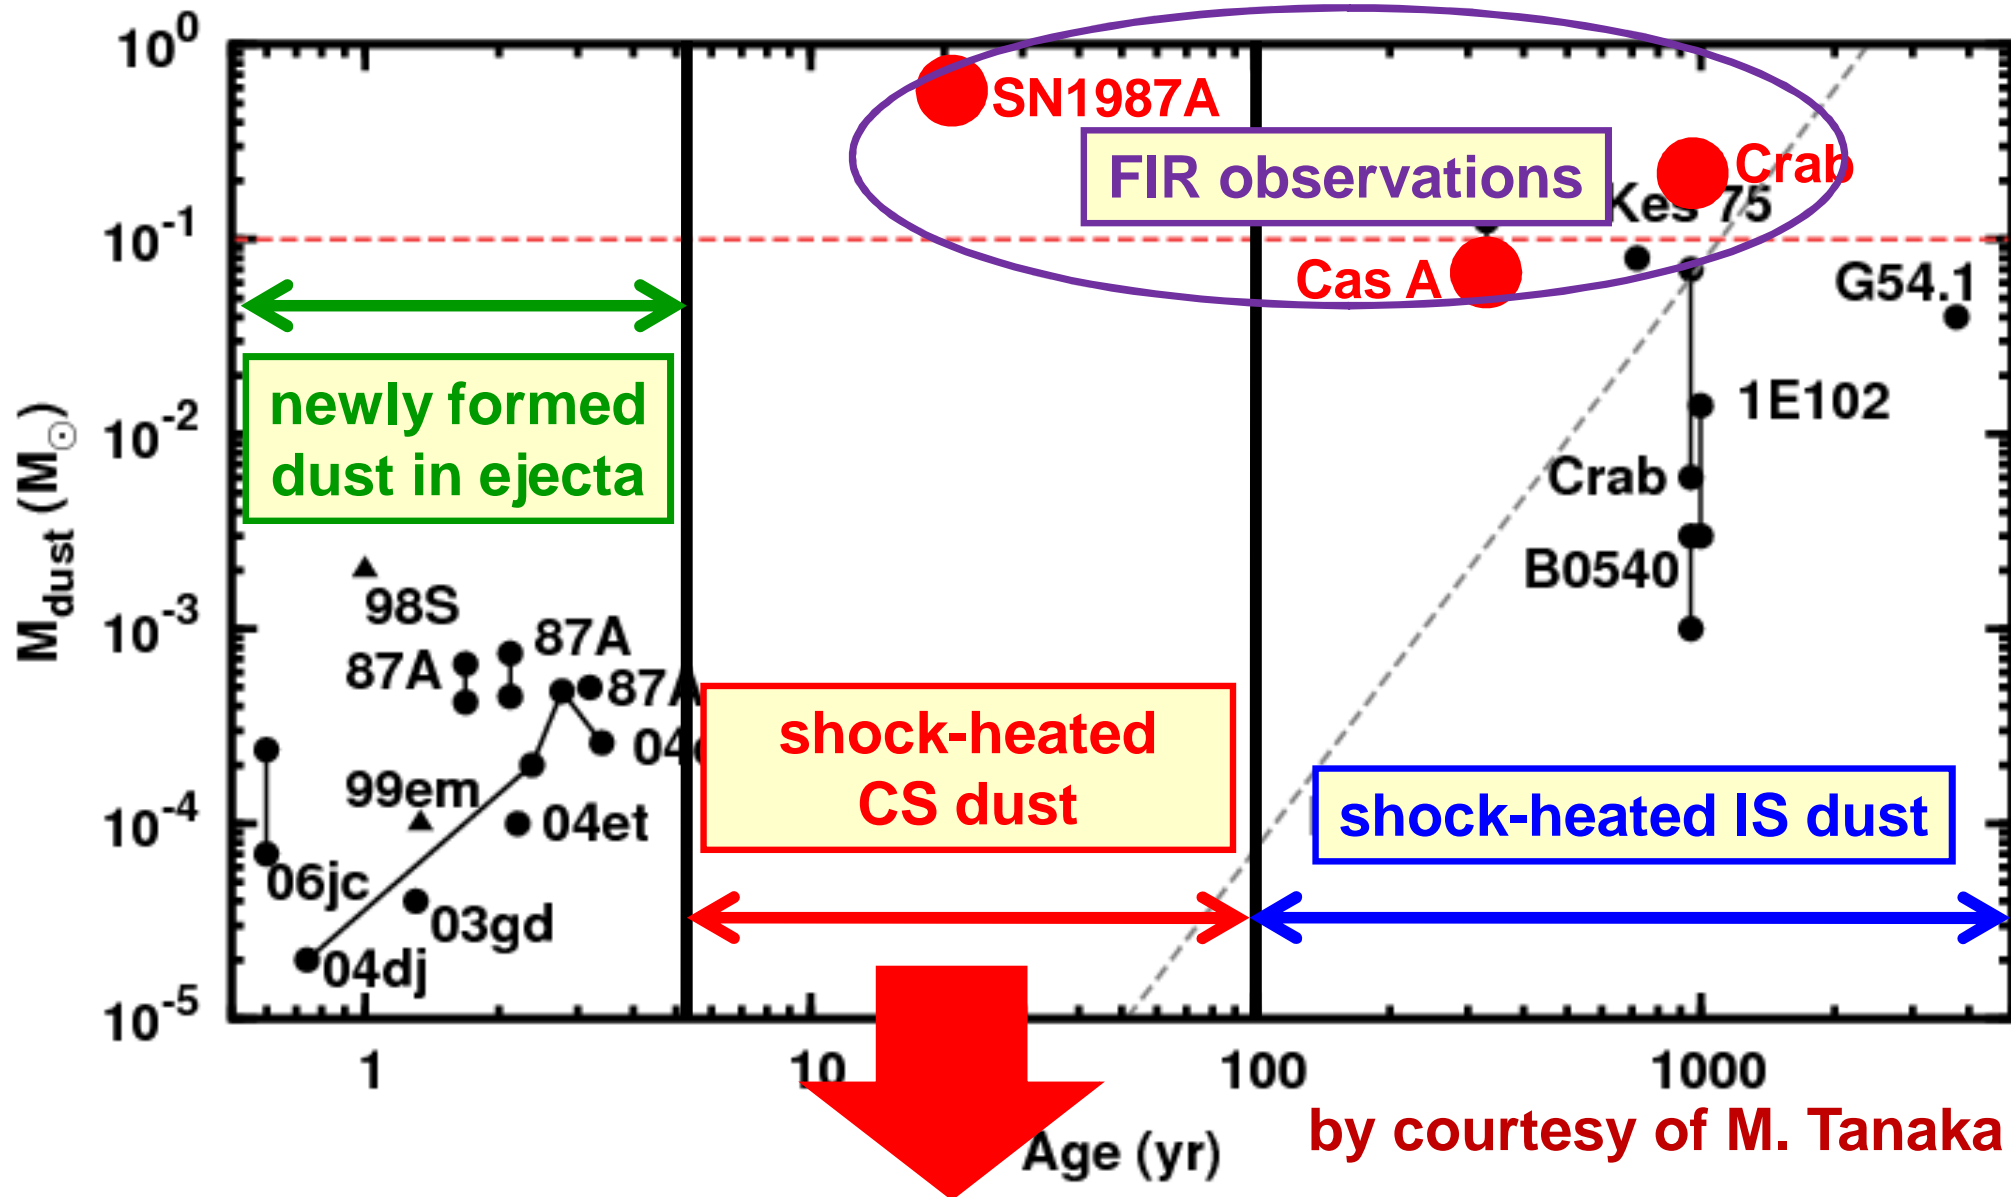 10^0
SN1987A
FIR observations
Crab
Kes 75
10^-1
Cas A
G54.1
newly formed
dust in ejecta
1E102
10^-2
Crab
B0540
M_dust (M_☉)
98S
10^-3
87A
87A
87A
04
shock-heated
CS dust
99em
04et
shock-heated IS dust
10^-4
06jc
03gd
04dj
10^-5
1
10
100
1000
Age (yr)
by courtesy of M. Tanaka